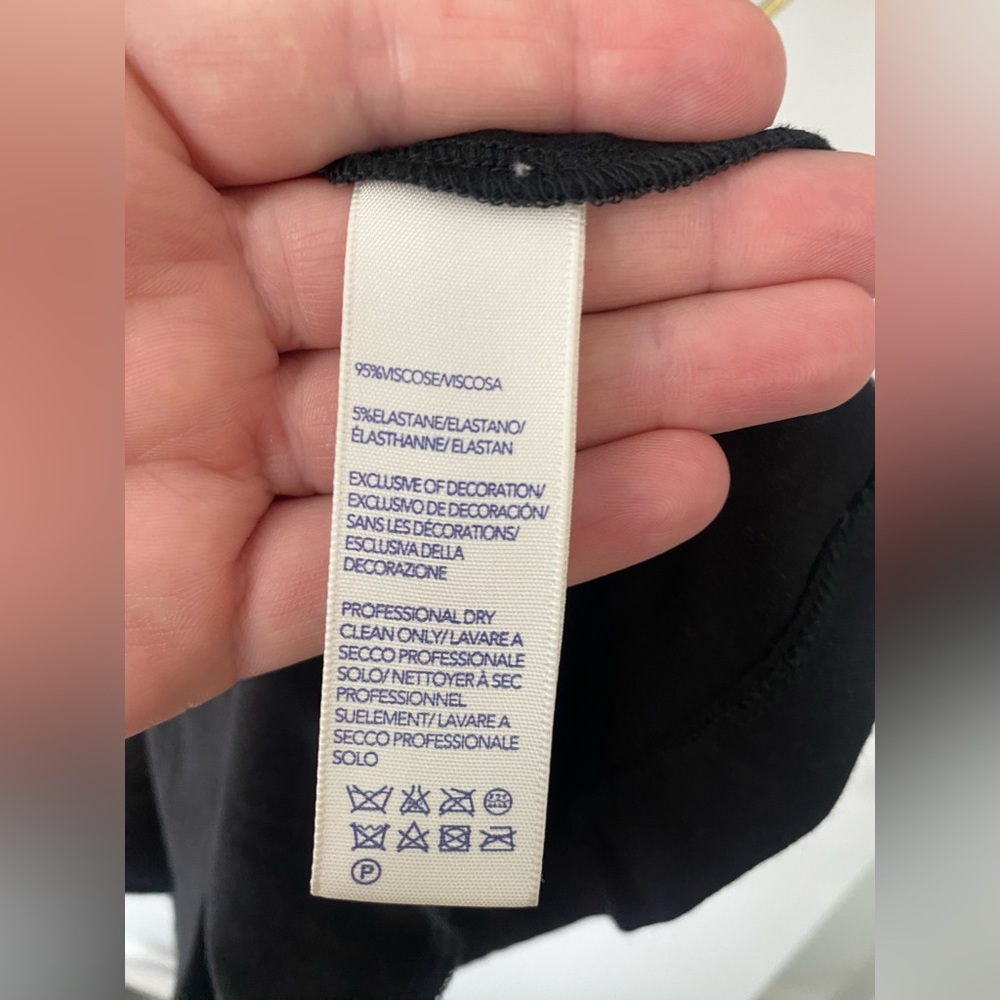 95%VISCOSE/VISCOSA
5%ELASTANE/ELASTANO/
ÉLASTHANNE/ ELASTAN
EXCLUSIVE OF DECORATION/
EXCLUSIVO DE DECORACIÓN/
SANS LES DÉCORATIONS/
ESCLUSIVA DELLA
DECORAZIONE
PROFESSIONAL DRY
CLEAN ONLY/ LAVARE A
SECCO PROFESSIONALE
SOLO/ NETTOYER À SEC
PROFESSIONNEL
SUELEMENT/ LAVARE A
SECCO PROFESSIONALE
SOLO
P